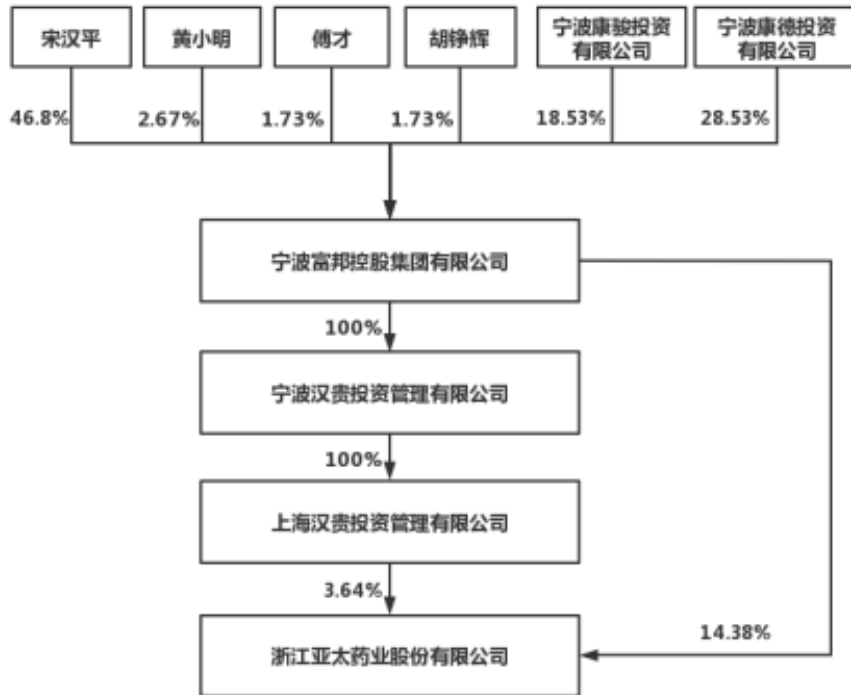 宋汉平
黄小明
傅才
胡铮辉
宁波康骏投资
有限公司
宁波康德投资
有限公司
46.8%
2.67%
1.73%
1.73%
18.53%
28.53%
宁波富邦控股集团有限公司
100%
宁波汉贵投资管理有限公司
100%
上海汉贵投资管理有限公司
3.64%
14.38%
浙江亚太药业股份有限公司